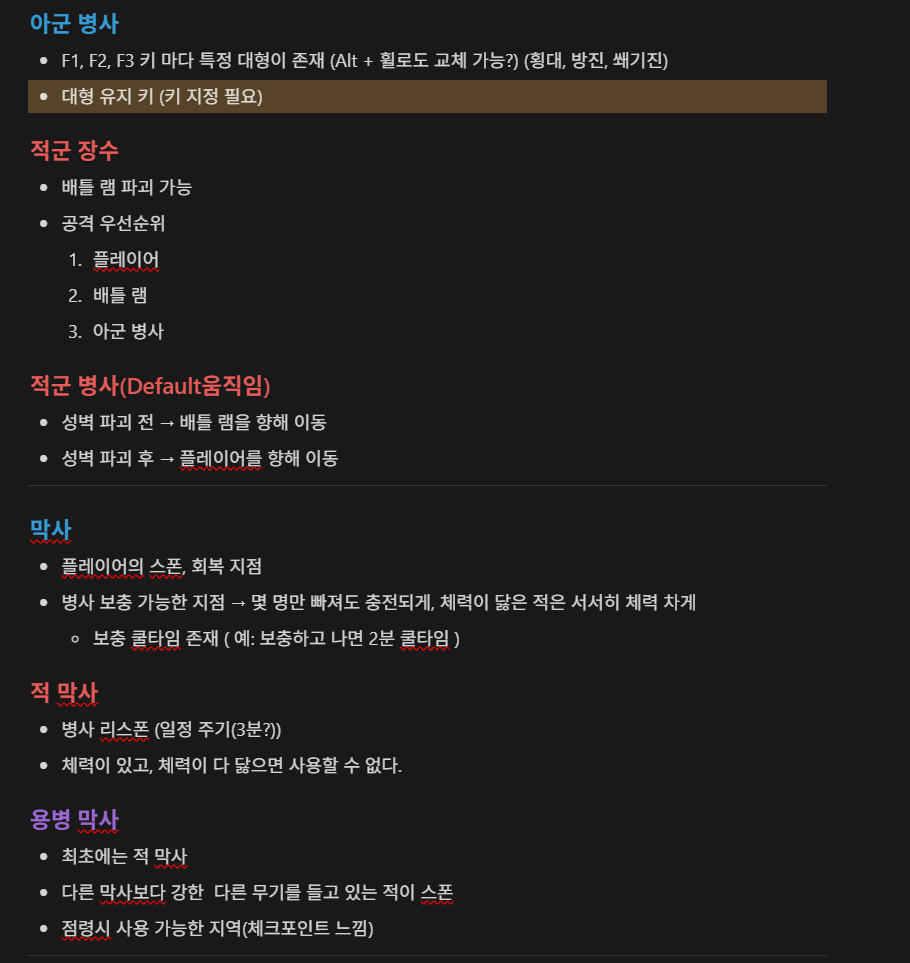 아군 병사
• F1, F2, F3 키 마다 특정 대형이 존재 (Alt + 휠로도 교체 가능?) (횡대, 방진, 쐐기진)
• 대형 유지 키 (키 지정 필요)
적군 장수
• 배틀 램 파괴 가능
• 공격 우선순위
1. 플레이어
2. 배틀 램
3. 아군 병사
적군 병사(Default움직임)
• 성벽 파괴 전 → 배틀 램을 향해 이동
• 성벽 파괴 후 → 플레이어를 향해 이동
막사
• 플레이어의 스폰, 회복 지점
• 병사 보충 가능한 지점 → 몇 명만 빠져도 충전되게, 체력이 닳은 적은 서서히 체력 차게
◦ 보충 쿨타임 존재 ( 예: 보충하고 나면 2분 쿨타임 )
적 막사
• 병사 리스폰 (일정 주기(3분?))
• 체력이 있고, 체력이 다 닳으면 사용할 수 없다.
용병 막사
• 최초에는 적 막사
• 다른 막사보다 강한  다른 무기를 들고 있는 적이 스폰
• 점령시 사용 가능한 지역(체크포인트 느낌)